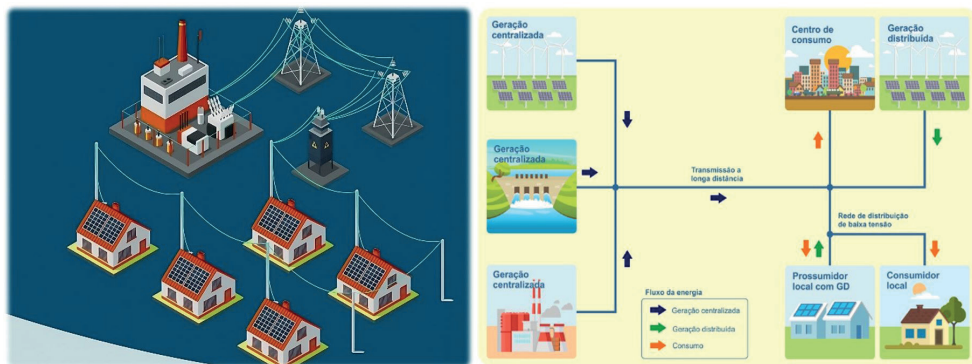 Geração
centralizada
Centro de
consumo
Geração
distribuída
Geração
centralizada
Transmissão a
longa distância
Rede de distribuição
de baixa tensão
Geração
centralizada
Fluxo da energia
Geração centralizada
Geração distribuída
Consumo
Prossumidor
local com GD
Consumidor
local